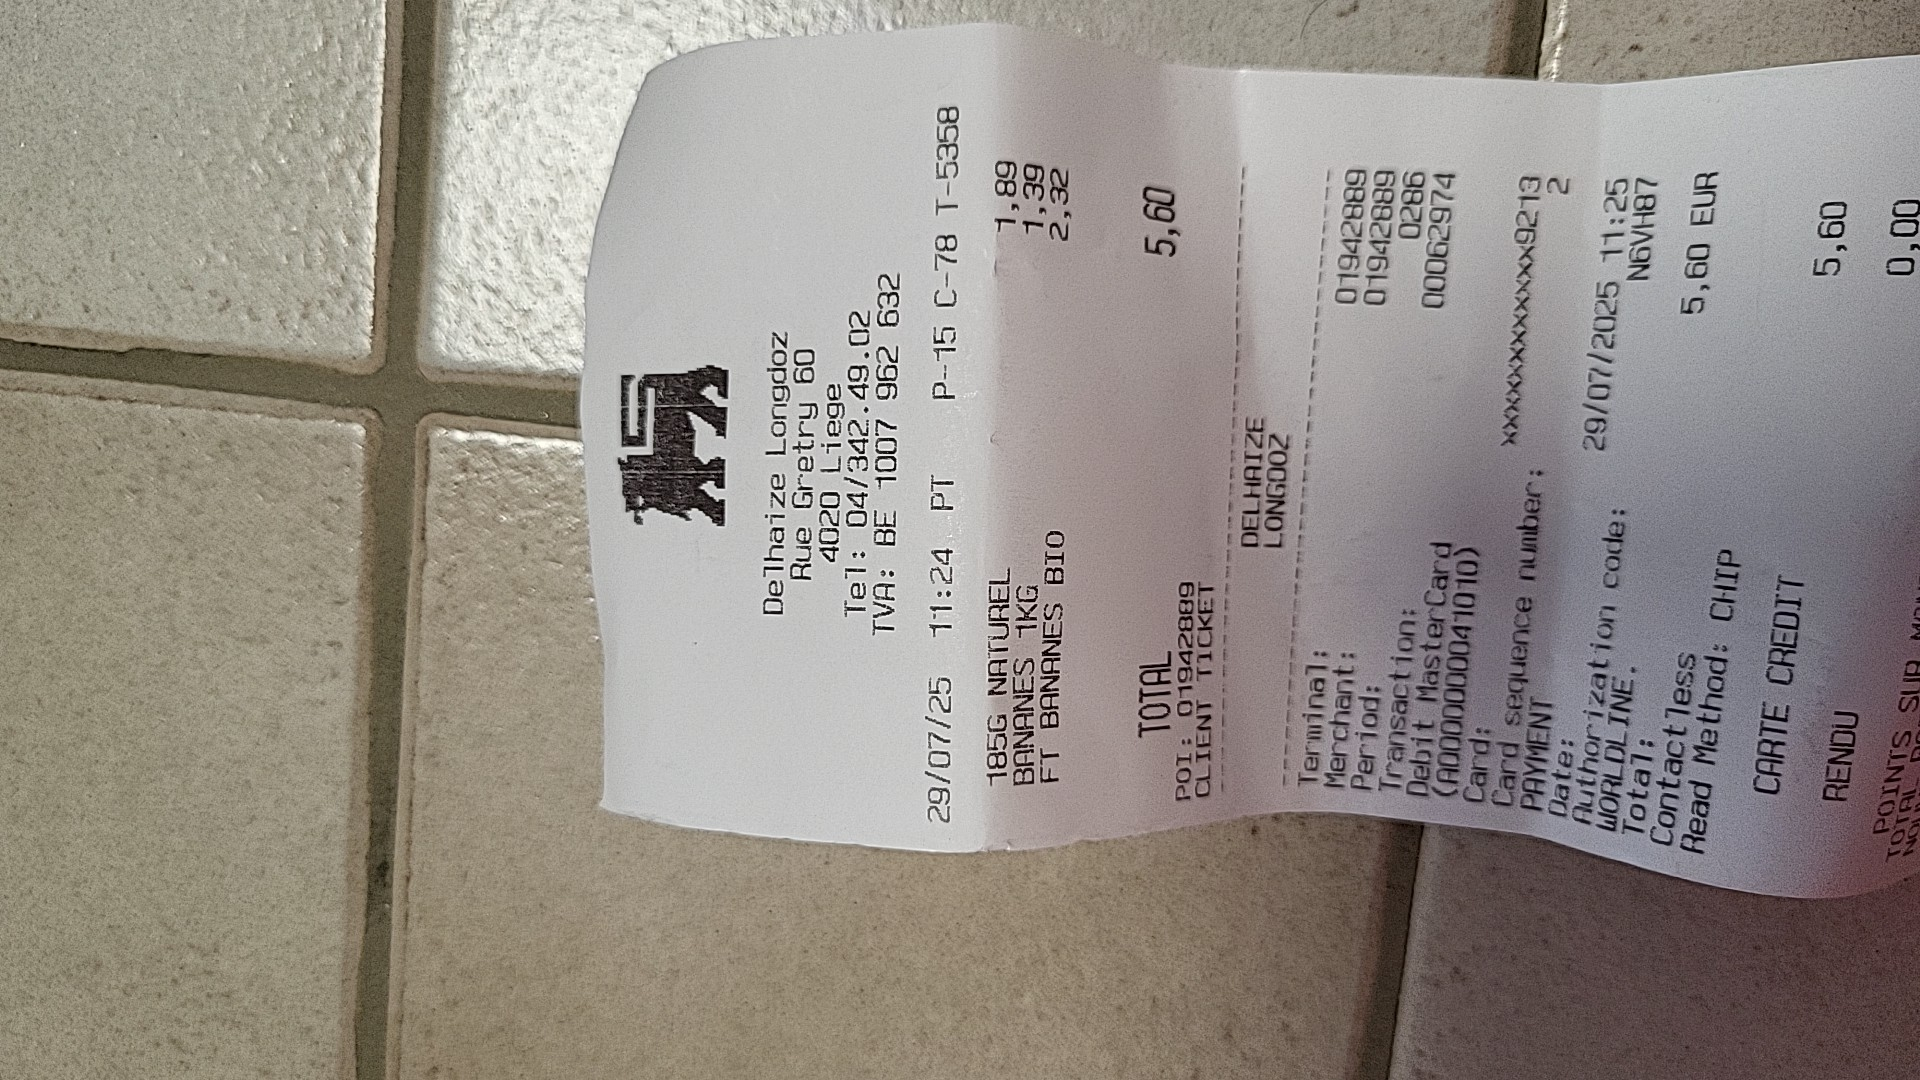 Delhaize Longdoz
Rue Gretry 60
4020 Liege
Tel: 04/342.49.02
TVA: BE 1007 962 632
29/07/25 11:24 PT P-15 C-78 T-5358
185G NATUREL 1,89
BANANES 1KG 1,39
FT BANANES BIO 2,32
TOTAL 5,60
POI: 01942889
CLIENT TICKET
DELHAIZE
LONGDOZ
Terminal: 01942889
Merchant: 01942889
Period: 0286
Transaction: 00062974
Debit MasterCard
(A0000000041010)
Card: xxxxxxxxxxxx9213
Card sequence number: 2
PAYMENT
Date: 29/07/2025 11:25
Authorization code: N6VH87
WORLDLINE.
Total: 5,60 EUR
Contactless
Read Method: CHIP
CARTE CREDIT 5,60
RENDU 0,00
POINTS SUR
TOTAL